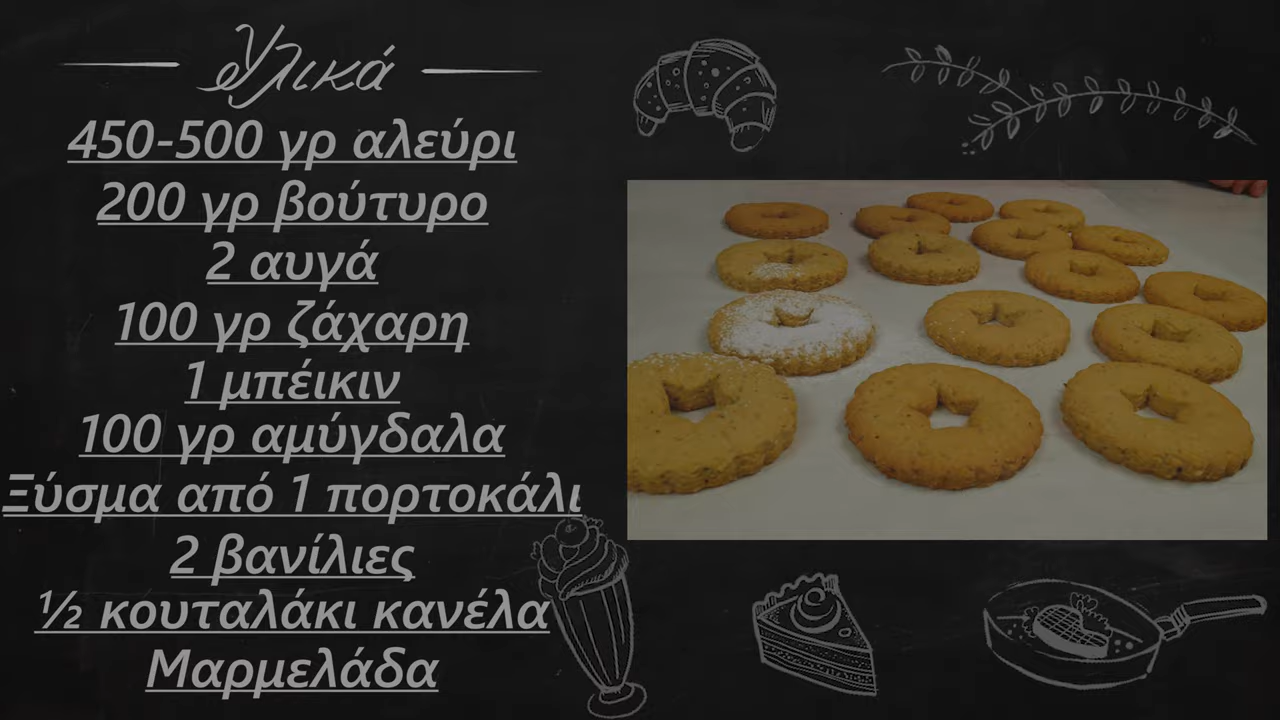 Υλικά
450-500 γρ αλεύρι
200 γρ βούτυρο
2 αυγά
100 γρ ζάχαρη
1 μπέικιν
100 γρ αμύγδαλα
Ξύσμα από 1 πορτοκάλι
2 βανίλιες
½ κουταλάκι κανέλα
Μαρμελάδα